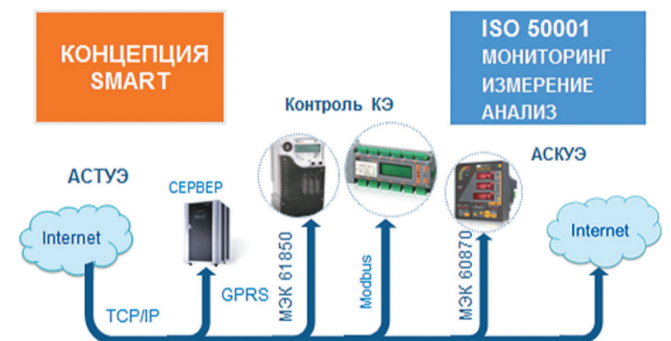 КОНЦЕПЦИЯ
SMART
ISO 50001
МОНИТОРИНГ
ИЗМЕРЕНИЕ
АНАЛИЗ
Контроль КЭ
АСТУЭ
СЕРВЕР
АСКУЭ
Internet
Internet
TCP/IP
GPRS
МЭК 61850
Modbus
МЭК 60870